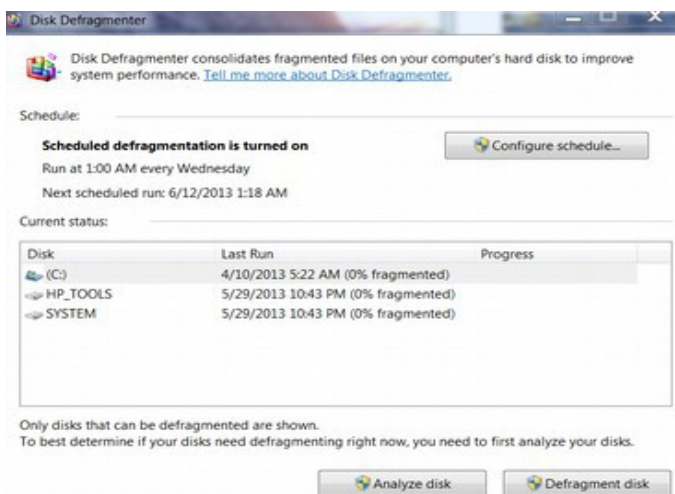 Disk Defragmenter
Disk Defragmenter consolidates fragmented files on your computer's hard disk to improve
system performance. Tell me more about Disk Defragmenter.
Schedule:
Scheduled defragmentation is turned on
Configure schedule...
Run at 1:00 AM every Wednesday
Next scheduled run: 6/12/2013 1:18 AM
Current status:
Disk Last Run Progress
(C:) 4/10/2013 5:22 AM (0% fragmented)
HP_TOOLS 5/29/2013 10:43 PM (0% fragmented)
SYSTEM 5/29/2013 10:43 PM (0% fragmented)
Only disks that can be defragmented are shown.
To best determine if your disks need defragmenting right now, you need to first analyze your disks.
Analyze disk Defragment disk